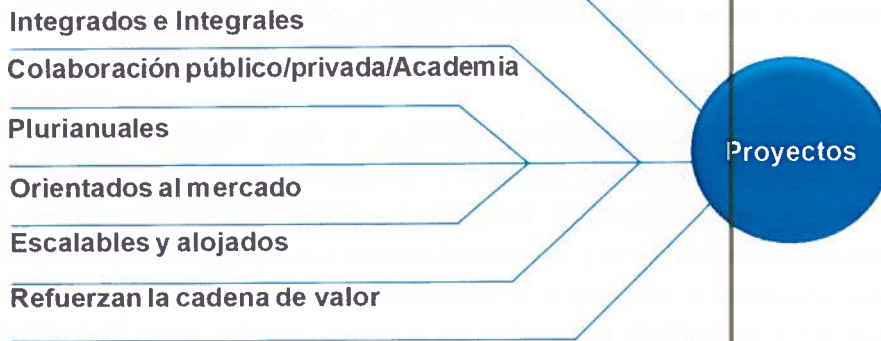 Integrados e Integrales
Colaboración público/privada/Academia
Plurianuales
Proyectos
Orientados al mercado
Escalables y alojados
Refuerzan la cadena de valor